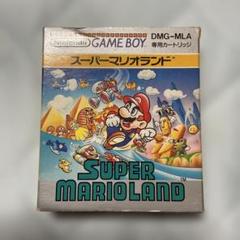 Nintendo GAME BOY
DMG-MLA
専用カートリッジ
スーパーマリオランド
SUPER
MARIOLAND